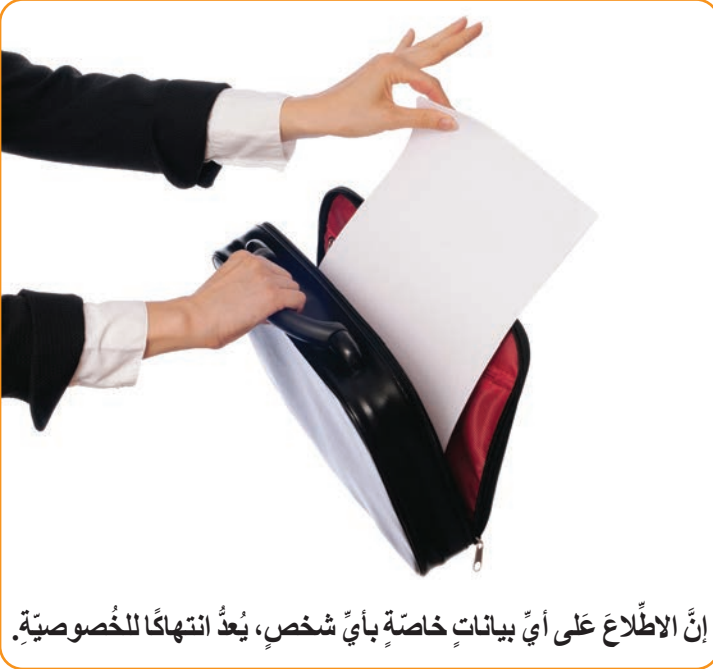 إنَّ الاطِّلاعَ عَلى أيِّ بياناتٍ خاصّةٍ بأيِّ شخصٍ، يُعدُّ انتهاكًا للخُصوصيّةِ.